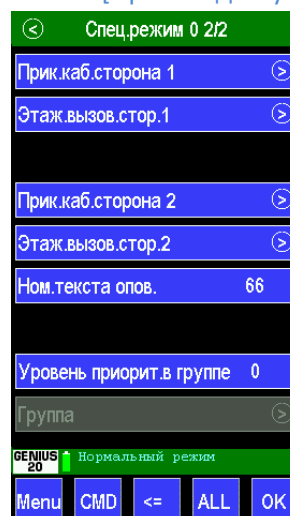 Спец.режим 0 2/2
Прик.каб.сторона 1
Этаж.вызов.стор.1
Прик.каб.сторона 2
Этаж.вызов.стор.2
Ном.текста опов. 66
Уровень приорит.в группе 0
Группа
GENIUS 20 Нормальный режим
Menu CMD <= ALL OK